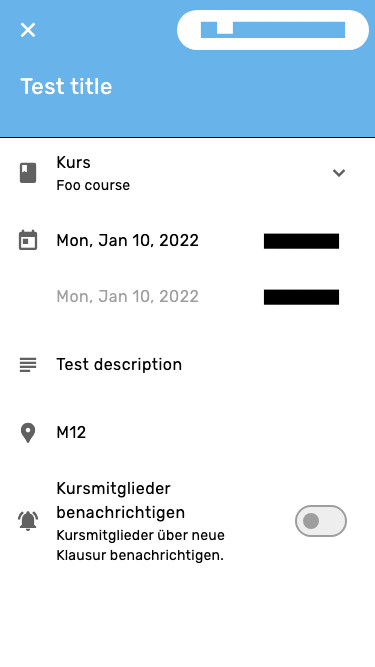 Test title
Kurs
Foo course
Mon, Jan 10, 2022
Mon, Jan 10, 2022
Test description
M12
Kursmitglieder
benachrichtigen
Kursmitglieder über neue
Klausur benachrichtigen.